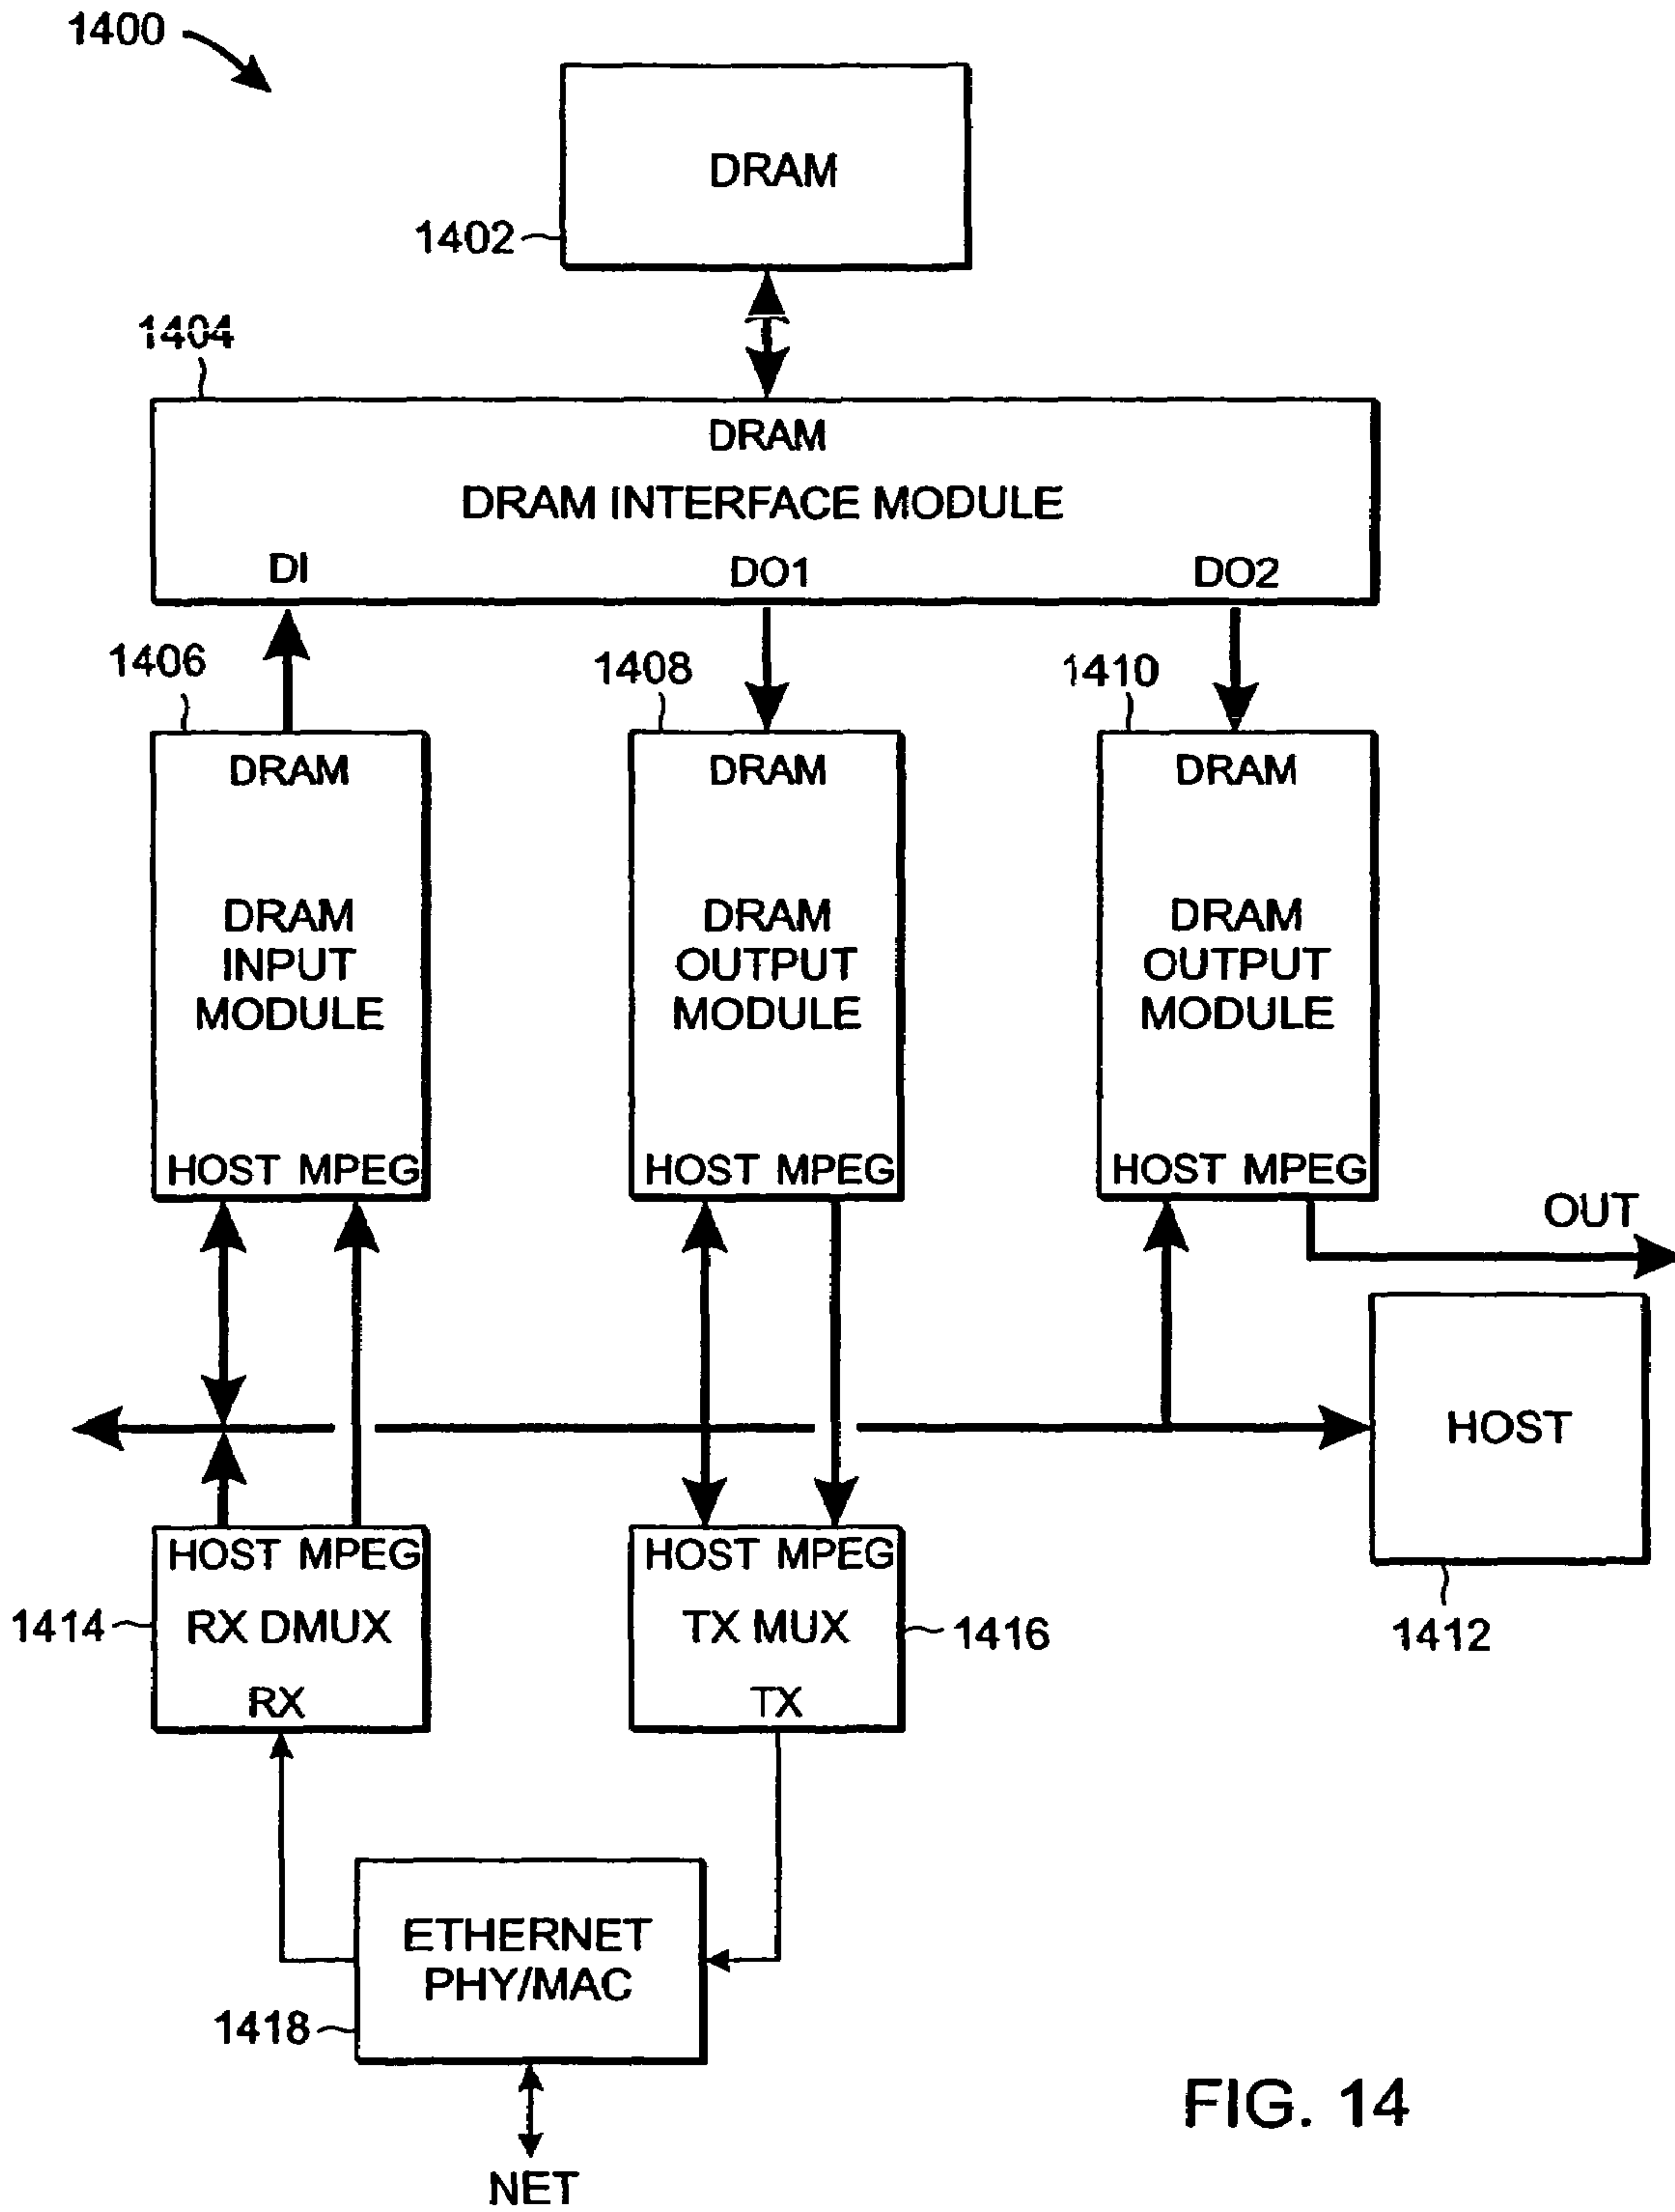 1400
DRAM
1402
1404
DRAM
DRAM INTERFACE MODULE
DI DO1 DO2
1406 1408 1410
DRAM DRAM DRAM
DRAM INPUT MODULE
DRAM OUTPUT MODULE
DRAM OUTPUT MODULE
HOST MPEG HOST MPEG HOST MPEG
OUT
HOST
1412
HOST MPEG HOST MPEG
1414 RX DMUX TX MUX 1416
RX TX
ETHERNET
PHY/MAC
1418
NET
FIG. 14